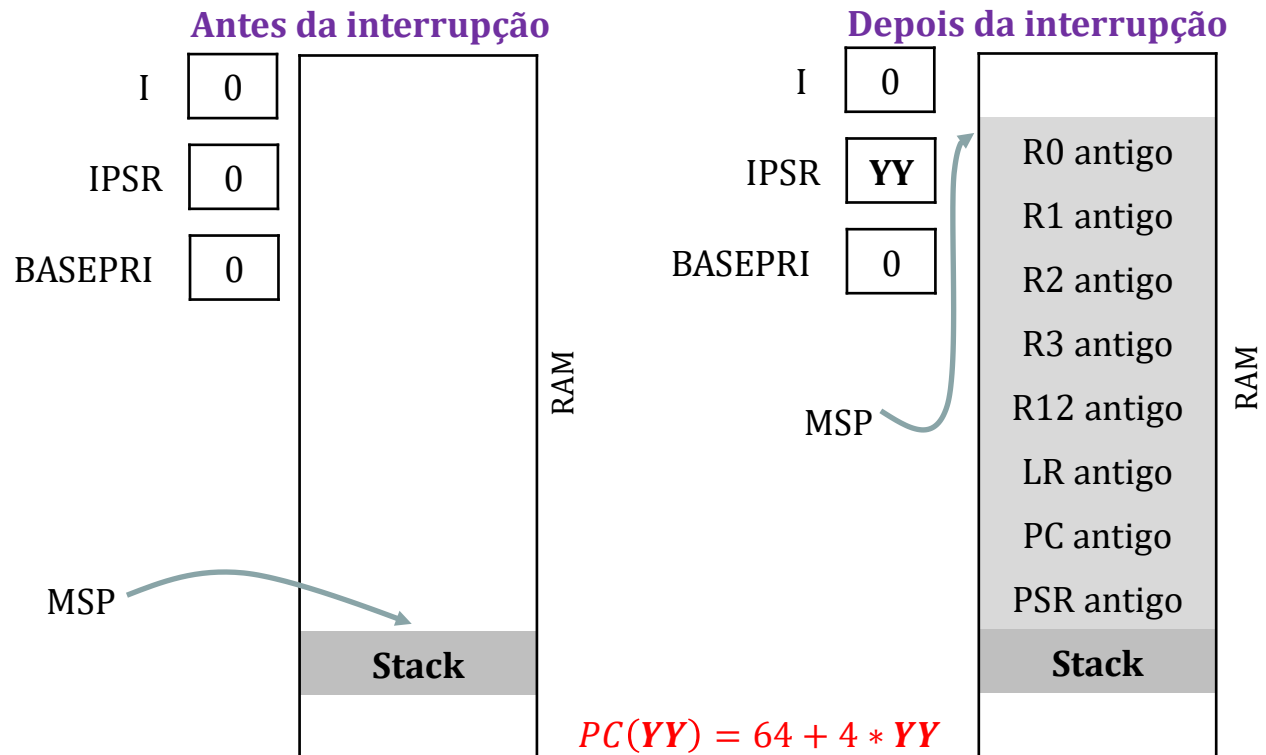 Antes da interrupção
I 0
IPSR 0
BASEPRI 0
RAM
MSP
Stack
Depois da interrupção
I 0
IPSR YY
BASEPRI 0
MSP
R0 antigo
R1 antigo
R2 antigo
R3 antigo
R12 antigo
LR antigo
PC antigo
PSR antigo
Stack
RAM
PC(YY) = 64 + 4 * YY